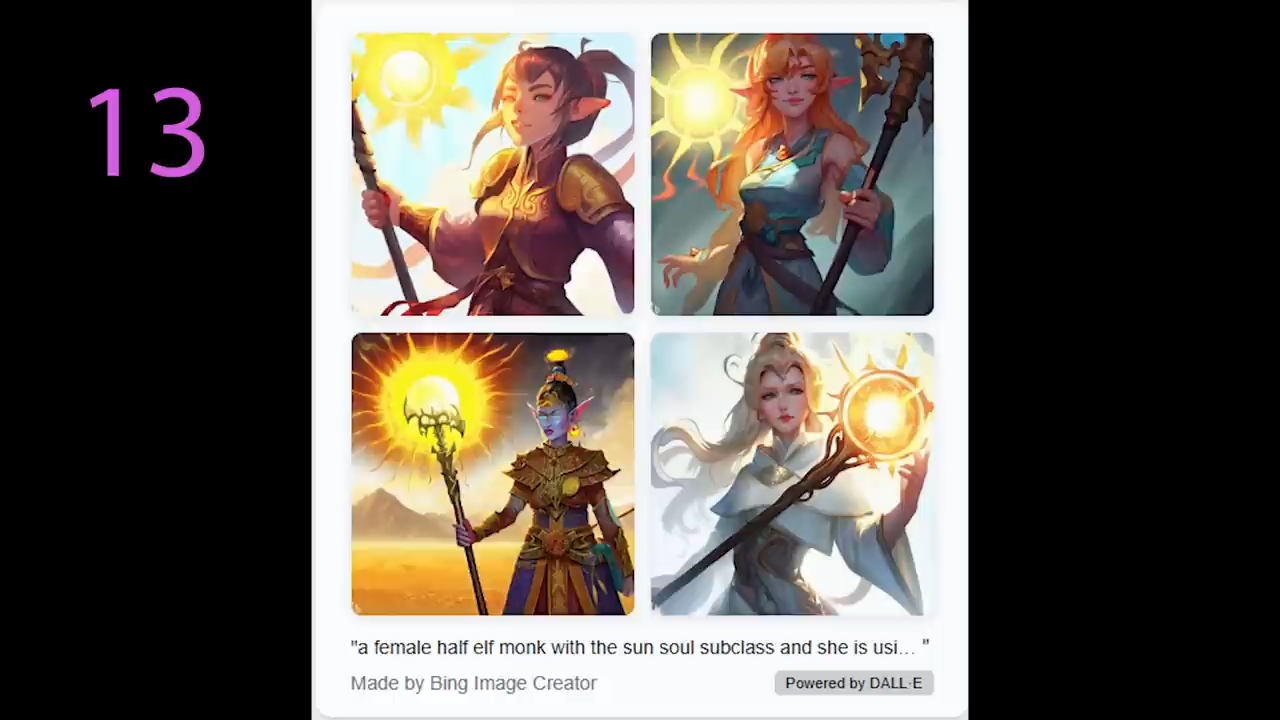 13
"a female half elf monk with the sun soul subclass and she is usi... "
Made by Bing Image Creator
Powered by DALL·E